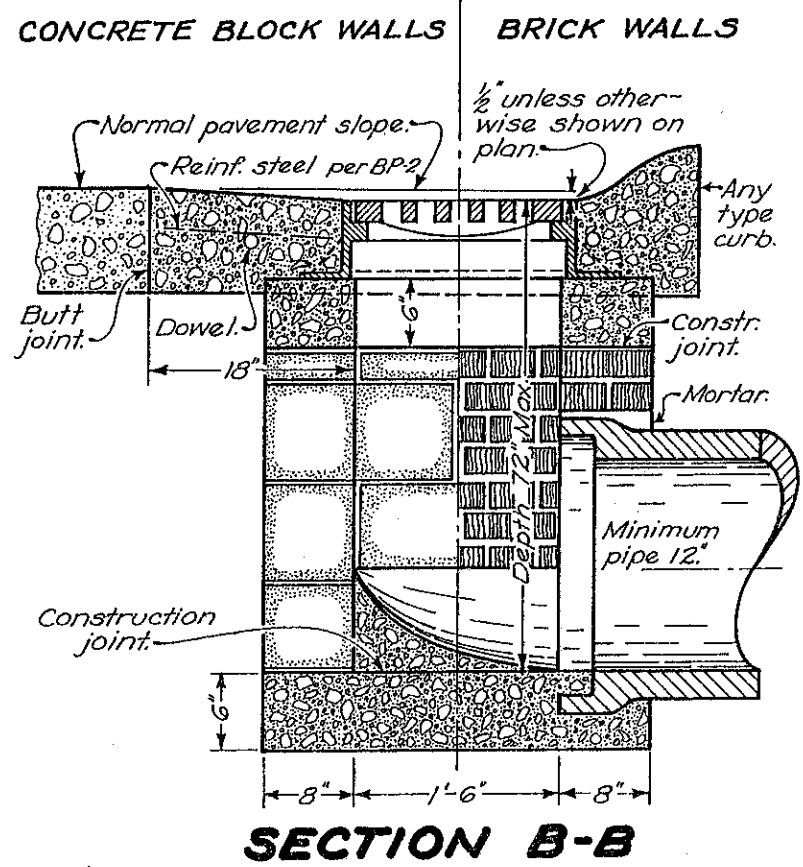 CONCRETE BLOCK WALLS
BRICK WALLS
½" unless other-
wise shown on
plan.
Normal pavement slope.
Reinf. steel per BP-2
Any
type
curb.
Butt
joint.
Dowel.
6"
Constr.
joint.
18"
Mortar.
Depth 72" Max.
Minimum
pipe 12."
Construction
joint.
6"
8"
1'-6"
8"
SECTION B-B